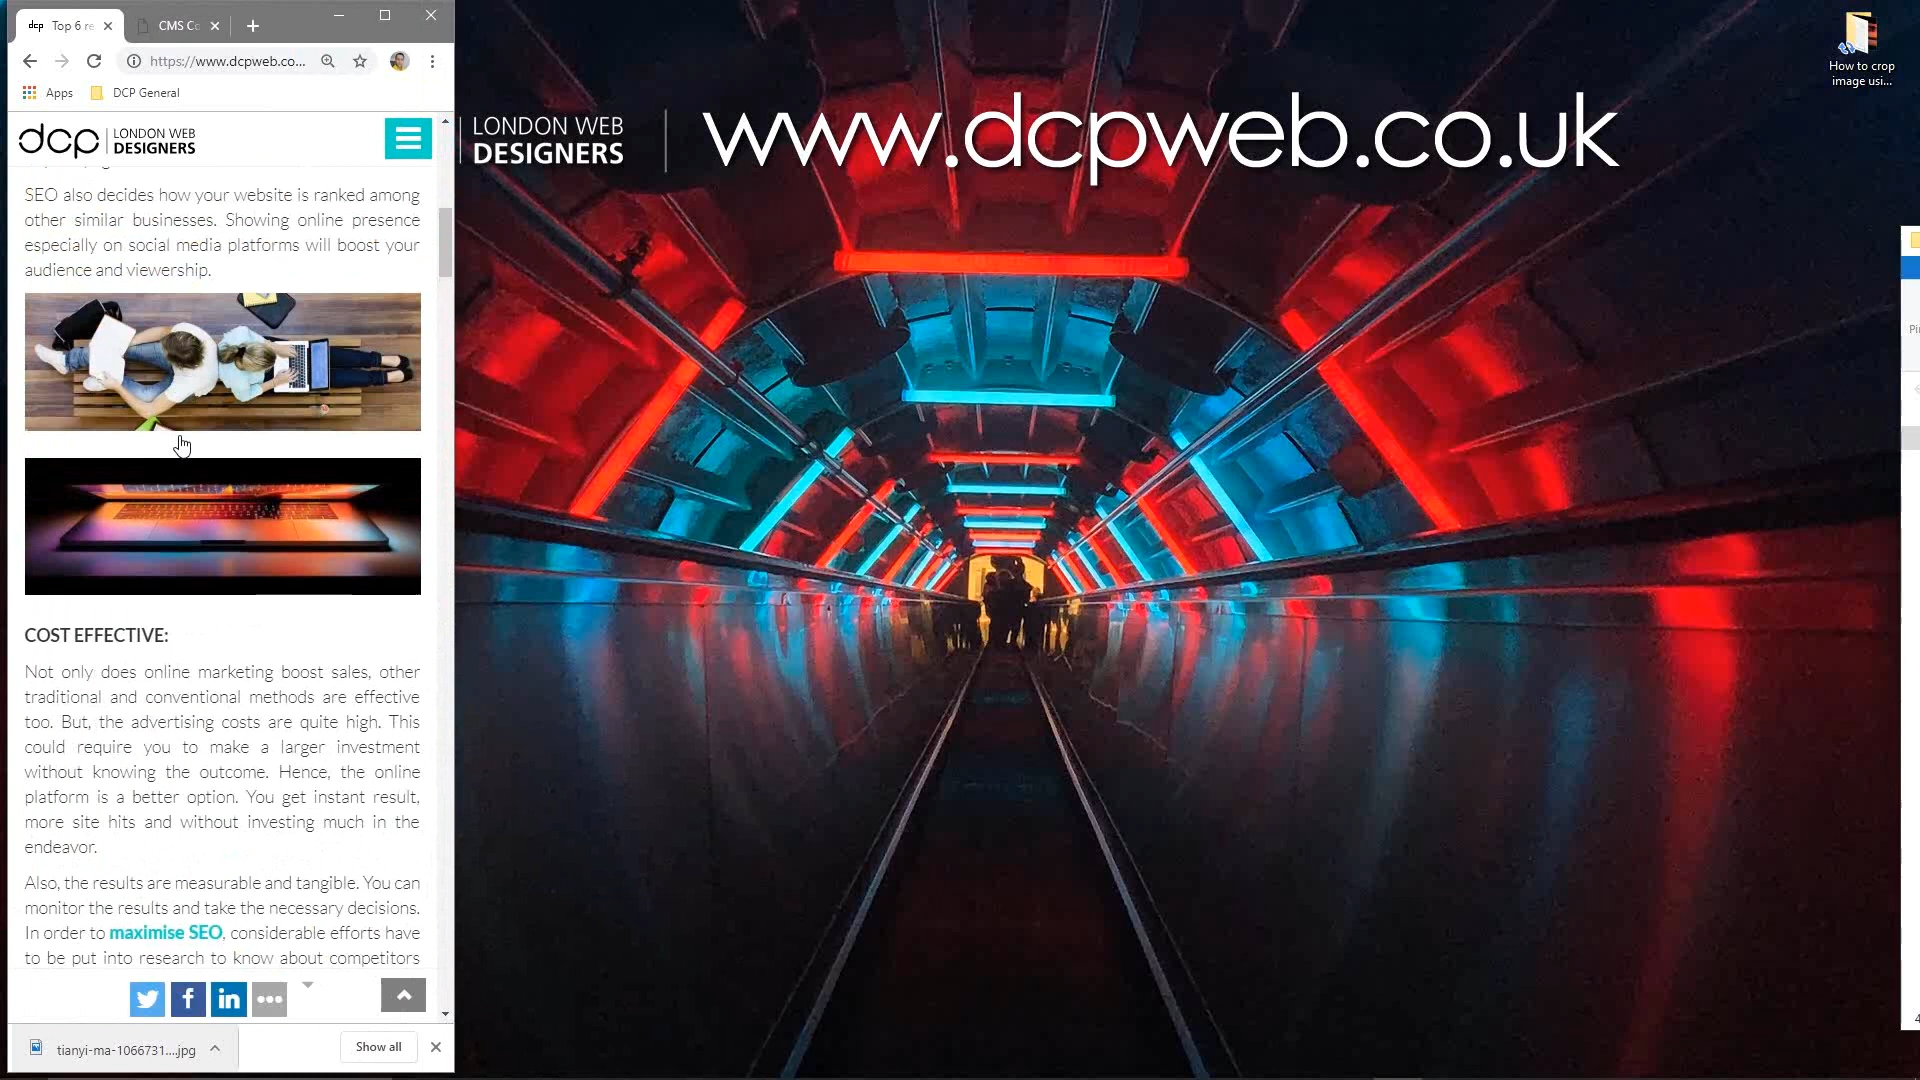 dcp Top 6 re
CMS Co
https://www.dcpweb.co...
Apps
DCP General
dcp LONDON WEB
DESIGNERS
SEO also decides how your website is ranked among
other similar businesses. Showing online presence
especially on social media platforms will boost your
audience and viewership.
COST EFFECTIVE:
Not only does online marketing boost sales, other
traditional and conventional methods are effective
too. But, the advertising costs are quite high. This
could require you to make a larger investment
without knowing the outcome. Hence, the online
platform is a better option. You get instant result,
more site hits and without investing much in the
endeavor.
Also, the results are measurable and tangible. You can
monitor the results and take the necessary decisions.
In order to maximise SEO, considerable efforts have
to be put into research to know about competitors
tianyi-ma-1066731....jpg
Show all
LONDON WEB
DESIGNERS
www.dcpweb.co.uk
How to crop
image usi...